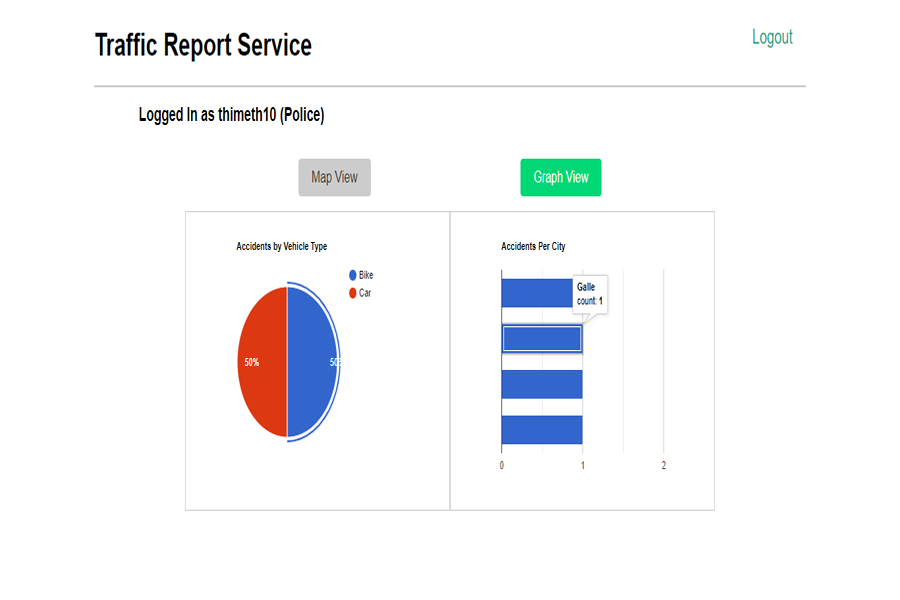 Traffic Report Service
Logout
Logged In as thimeth10 (Police)
Map View
Graph View
Accidents by Vehicle Type
Bike
Car
50%
Accidents Per City
Galle
count: 1
0
1
2